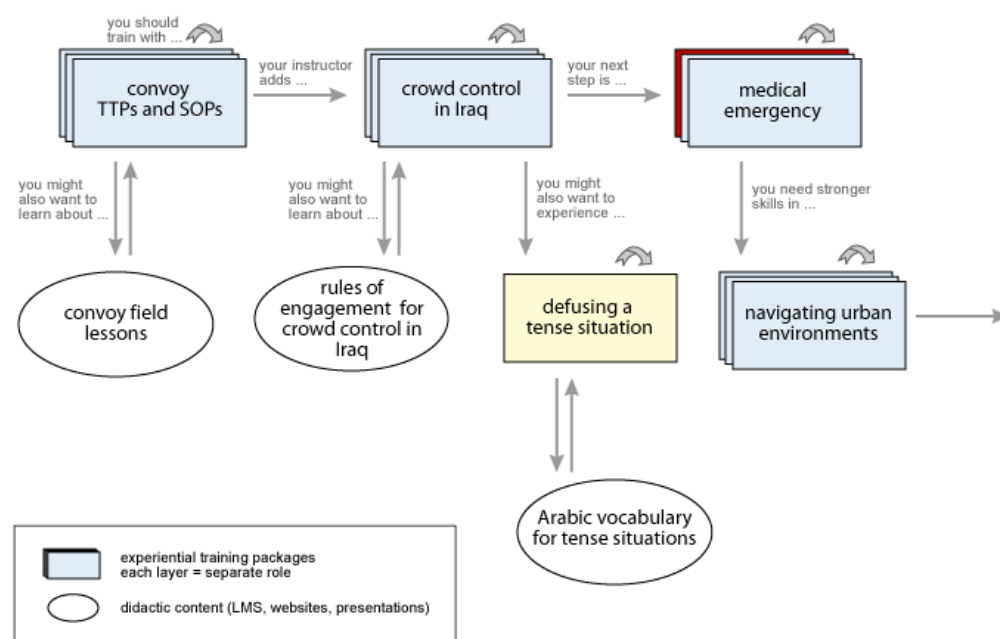 you should
train with ...
convoy
TTPs and SOPs
your instructor
adds ...
crowd control
in Iraq
your next
step is ...
medical
emergency
you might
also want to
learn about ...
you might
also want to
learn about ...
you might
also want to
experience ...
you need stronger
skills in ...
convoy field
lessons
rules of
engagement for
crowd control in
Iraq
defusing a
tense situation
navigating urban
environments
Arabic vocabulary
for tense situations
experiential training packages
each layer = separate role
didactic content (LMS, websites, presentations)